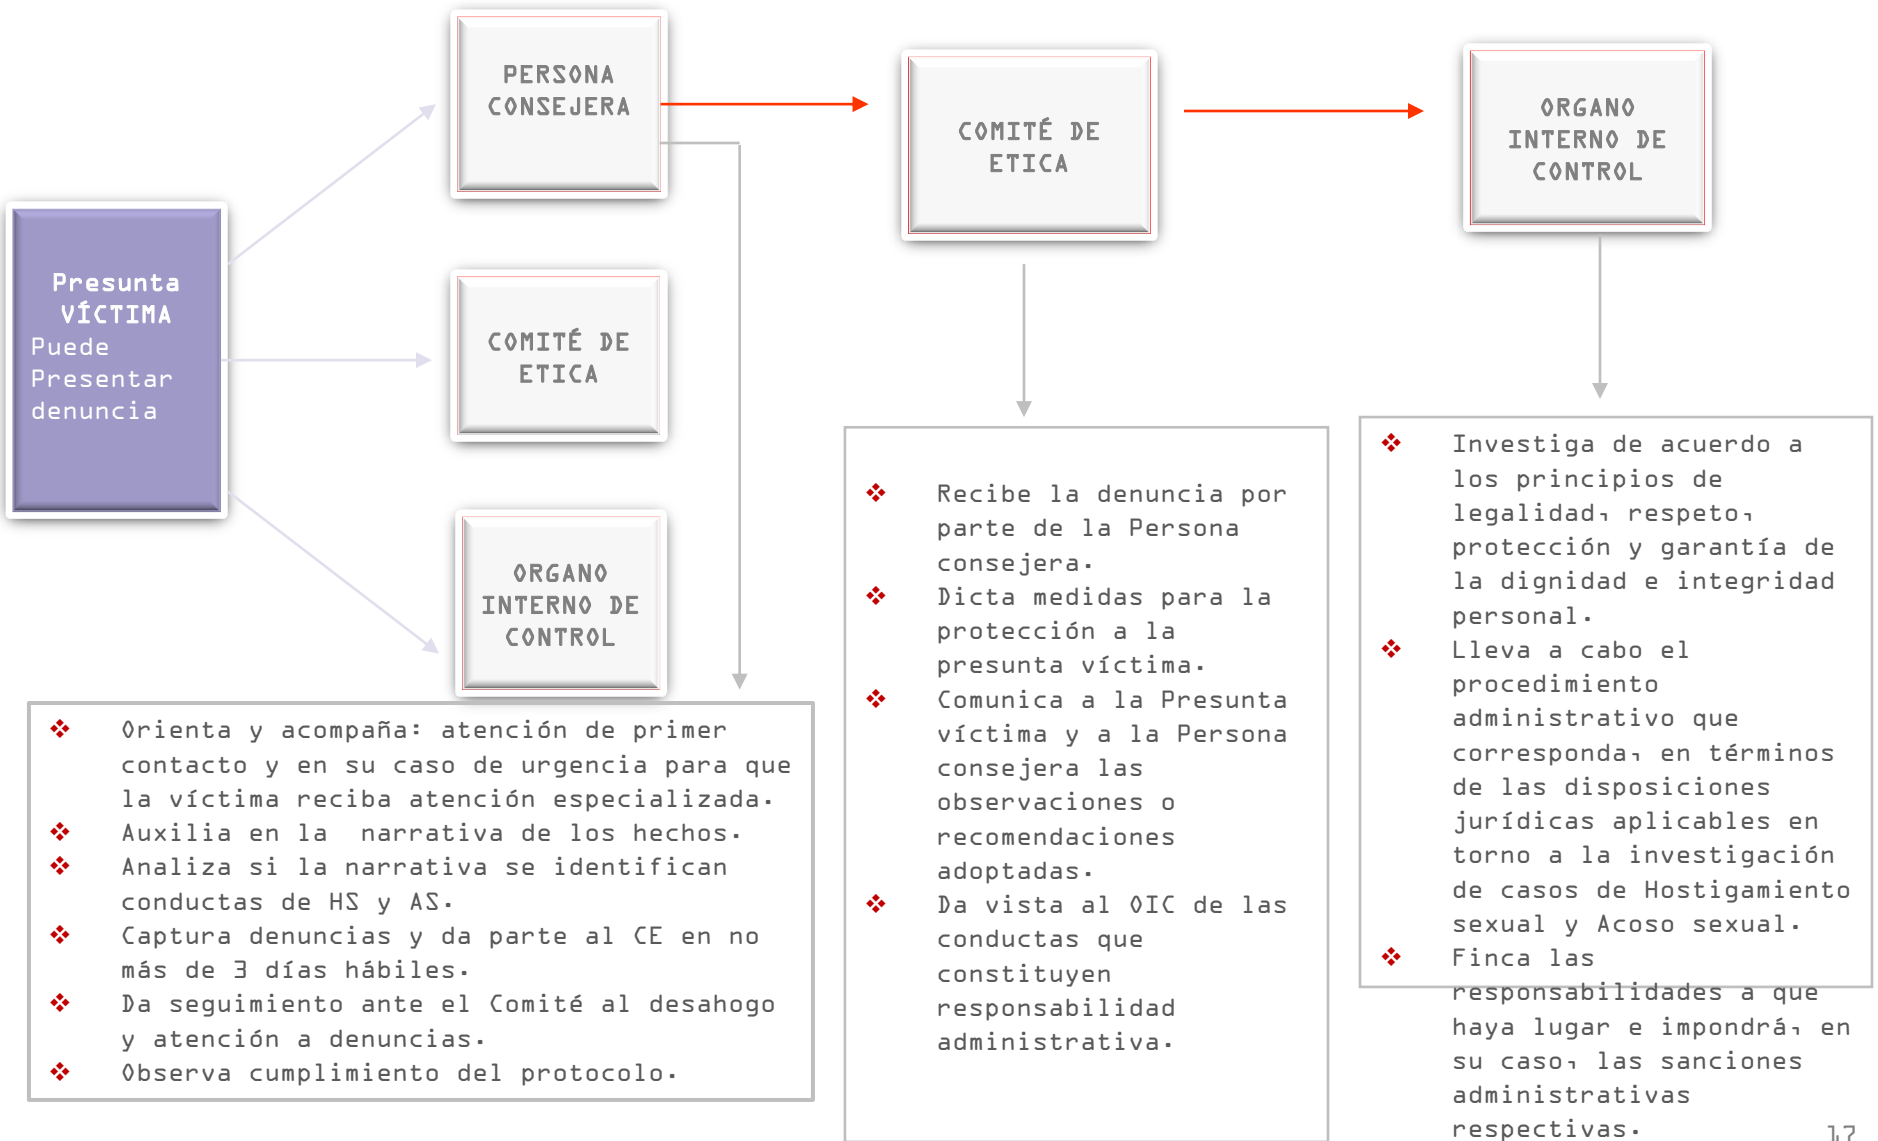 Presunta
VÍCTIMA
Puede
Presentar
denuncia
PERSONA
CONSEJERA
COMITÉ DE
ETICA
ORGANO
INTERNO DE
CONTROL
COMITÉ DE
ETICA
ORGANO
INTERNO DE
CONTROL
Orienta y acompaña: atención de primer
contacto y en su caso de urgencia para que
la víctima reciba atención especializada.
Auxilia en la  narrativa de los hechos.
Analiza si la narrativa se identifican
conductas de HS y AS.
Captura denuncias y da parte al CE en no
más de 3 días hábiles.
Da seguimiento ante el Comité al desahogo
y atención a denuncias.
Observa cumplimiento del protocolo.
Recibe la denuncia por
parte de la Persona
consejera.
Dicta medidas para la
protección a la
presunta víctima.
Comunica a la Presunta
víctima y a la Persona
consejera las
observaciones o
recomendaciones
adoptadas.
Da vista al OIC de las
conductas que
constituyen
responsabilidad
administrativa.
Investiga de acuerdo a
los principios de
legalidad, respeto,
protección y garantía de
la dignidad e integridad
personal.
Lleva a cabo el
procedimiento
administrativo que
corresponda, en términos
de las disposiciones
jurídicas aplicables en
torno a la investigación
de casos de Hostigamiento
sexual y Acoso sexual.
Finca las
responsabilidades a que
haya lugar e impondrá, en
su caso, las sanciones
administrativas
respectivas.
17